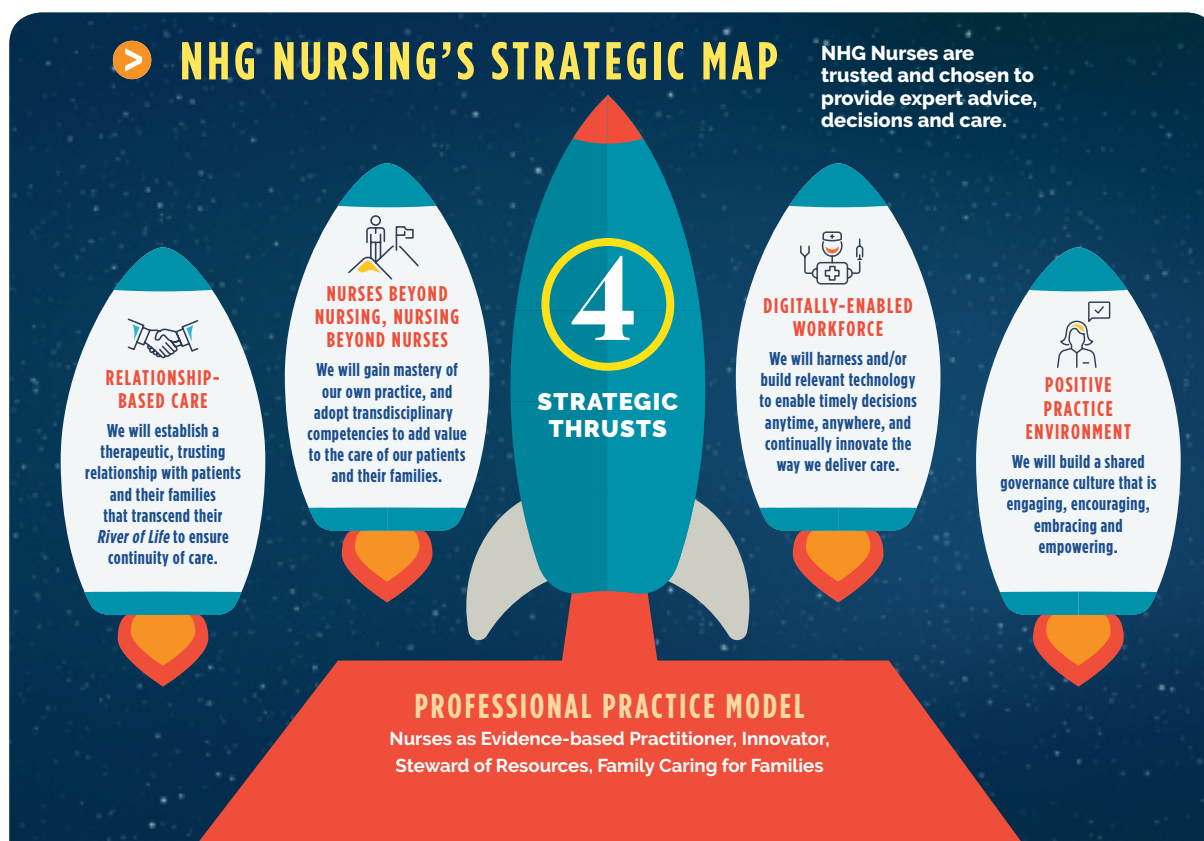 > NHG NURSING'S STRATEGIC MAP
NHG Nurses are
trusted and chosen to
provide expert advice,
decisions and care.
RELATIONSHIP-
BASED CARE
We will establish a
therapeutic, trusting
relationship with patients
and their families
that transcend their
River of Life to ensure
continuity of care.
NURSES BEYOND
NURSING, NURSING
BEYOND NURSES
We will gain mastery of
our own practice, and
adopt transdisciplinary
competencies to add value
to the care of our patients
and their families.
4
STRATEGIC
THRUSTS
DIGITALLY-ENABLED
WORKFORCE
We will harness and/or
build relevant technology
to enable timely decisions
anytime, anywhere, and
continually innovate the
way we deliver care.
POSITIVE
PRACTICE
ENVIRONMENT
We will build a shared
governance culture that is
engaging, encouraging,
embracing and
empowering.
PROFESSIONAL PRACTICE MODEL
Nurses as Evidence-based Practitioner, Innovator,
Steward of Resources, Family Caring for Families